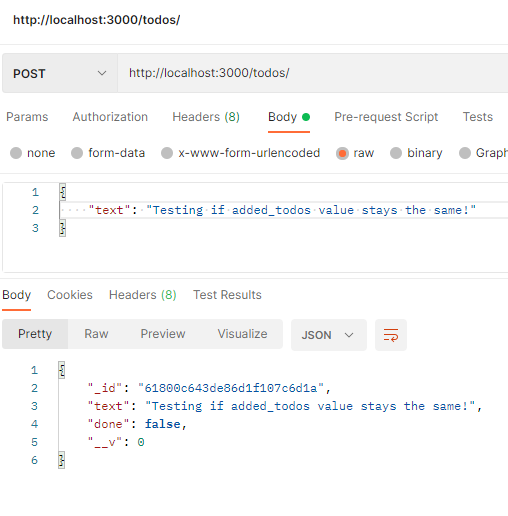 http://localhost:3000/todos/
POST http://localhost:3000/todos/
Params Authorization Headers (8) Body Pre-request Script Tests
none form-data x-www-form-urlencoded raw binary Graph
1 {
2 "text": "Testing if added_todos value stays the same!"
3 }
Body Cookies Headers (8) Test Results
Pretty Raw Preview Visualize JSON
1 {
2 "_id": "61800c643de86d1f107c6d1a",
3 "text": "Testing if added_todos value stays the same!",
4 "done": false,
5 "__v": 0
6 }